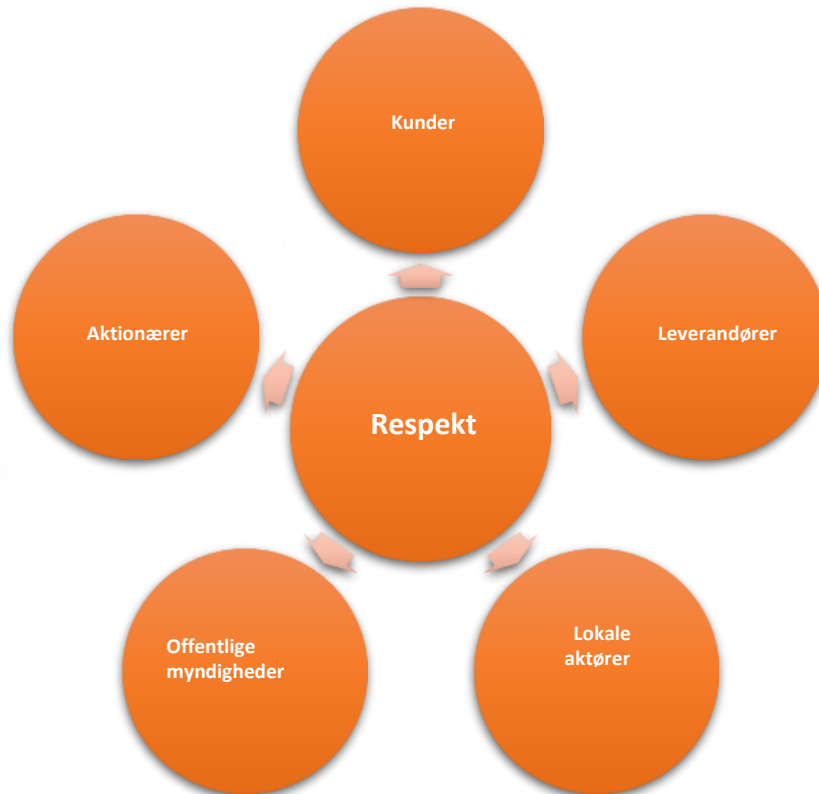 Kunder
Aktionærer
Leverandører
Respekt
Offentlige
myndigheder
Lokale
aktører